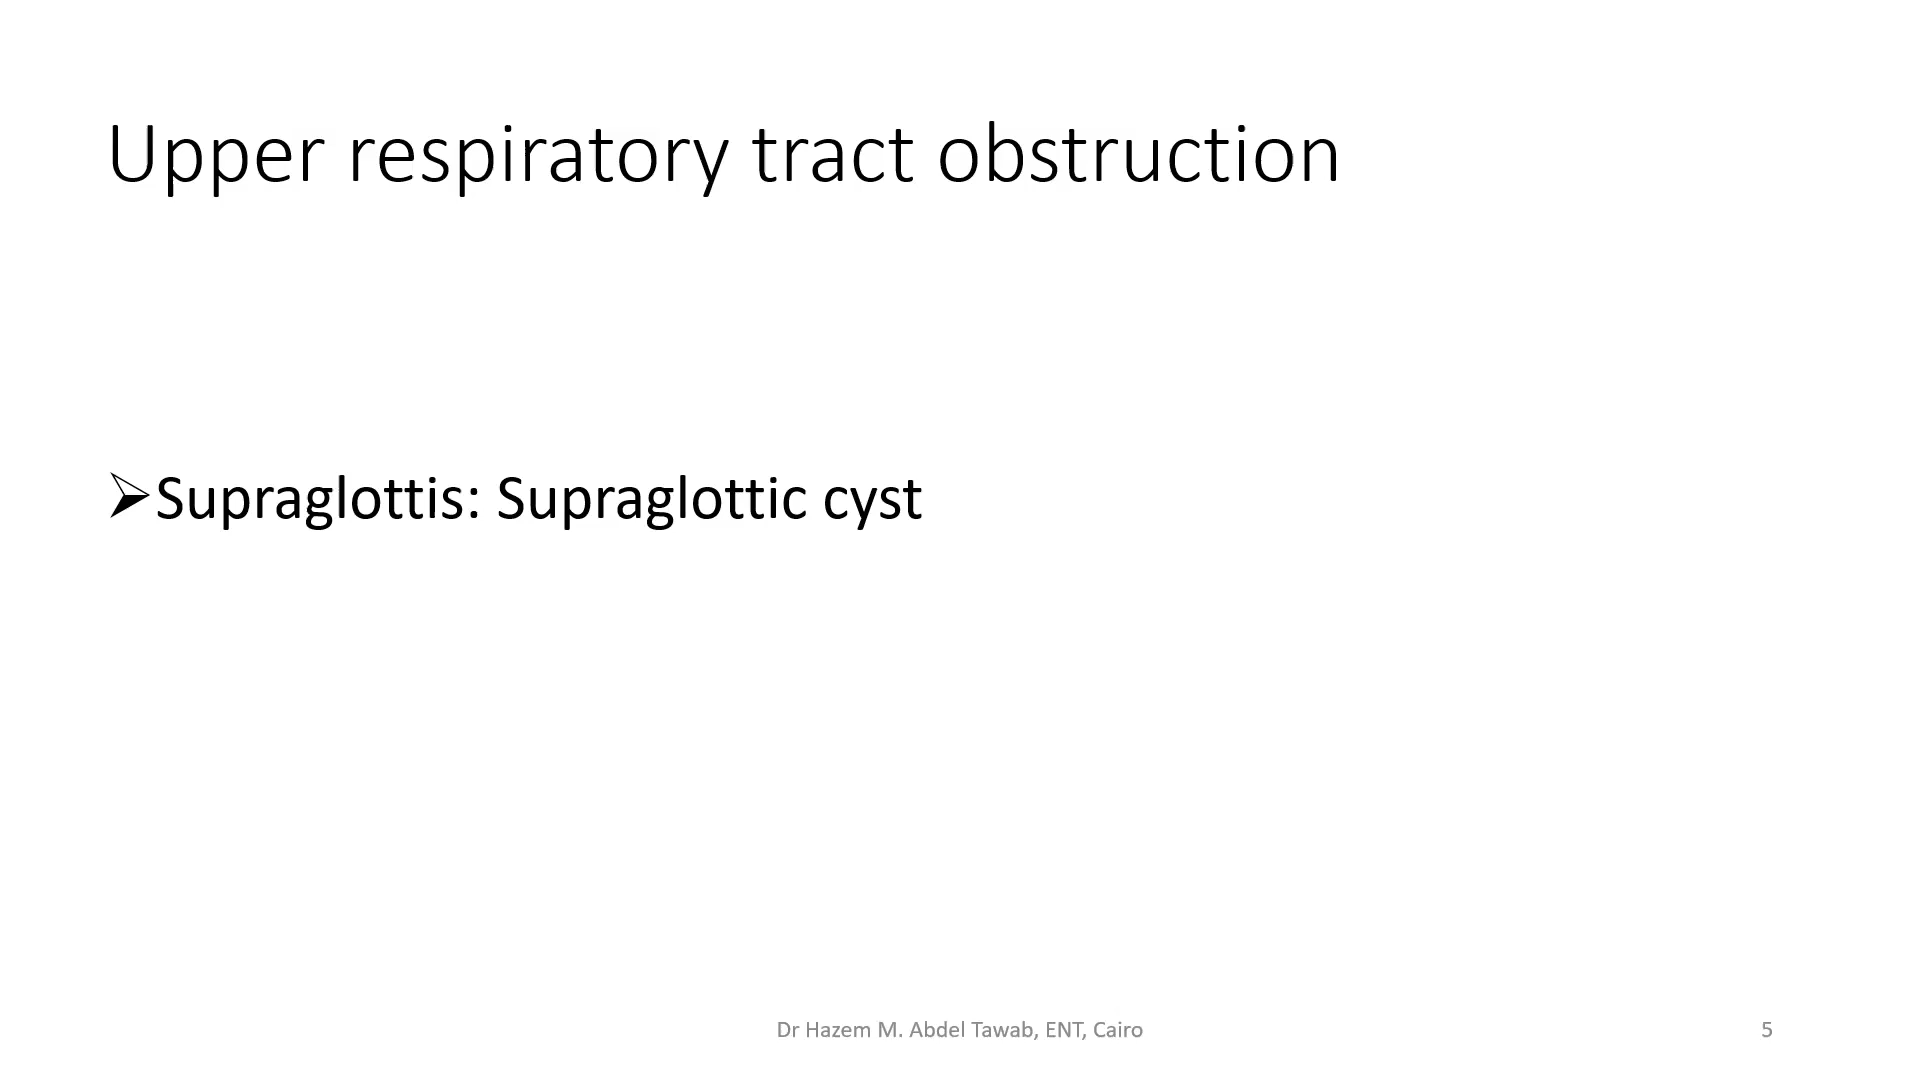 Upper respiratory tract obstruction
➢Supraglottis: Supraglottic cyst
Dr Hazem M. Abdel Tawab, ENT, Cairo
5